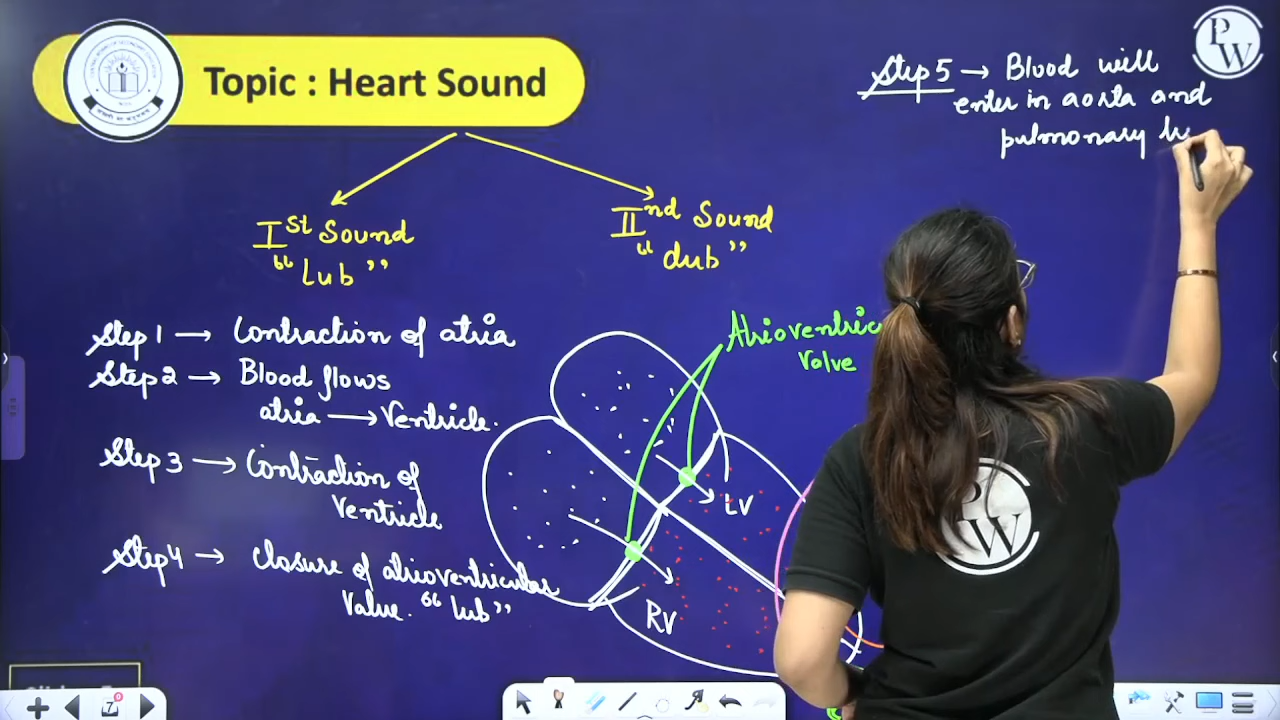 Topic : Heart Sound
Ist Sound
"Lub"
IInd Sound
"dub"
Step 1 → Contraction of atria
Step 2 → Blood flows
atria → Ventricle.
Step 3 → Contraction of
Ventricle
Step 4 → Closure of atrioventricular
Valve. "lub"
Atrioventric
Valve
LV
RV
Step 5 → Blood will
enter in aorta and
pulmonary
PW
PW